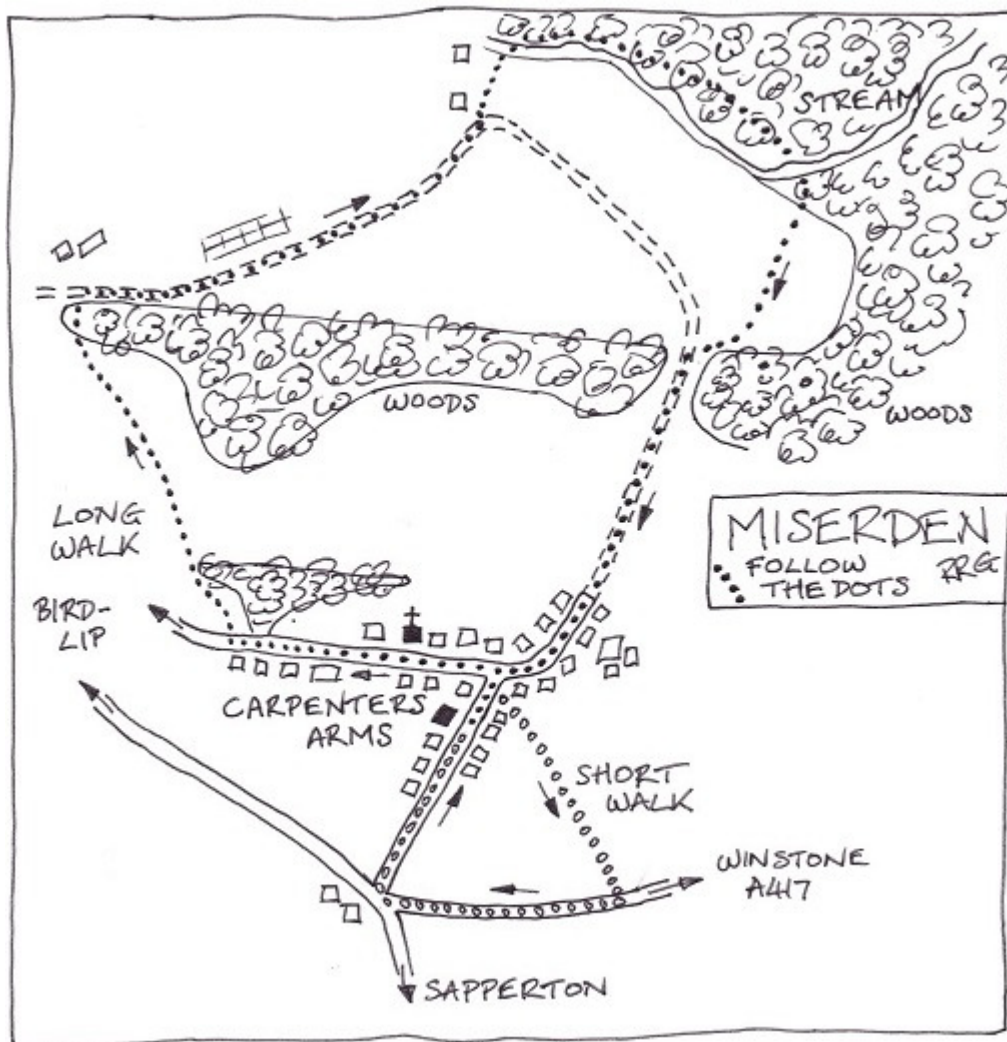 STREAM
WOODS
WOODS
LONG
WALK
MISERDEN
FOLLOW
THE DOTS
RRG
BIRD-
LIP
CARPENTERS
ARMS
SHORT
WALK
WINSTONE
A417
SAPPERTON